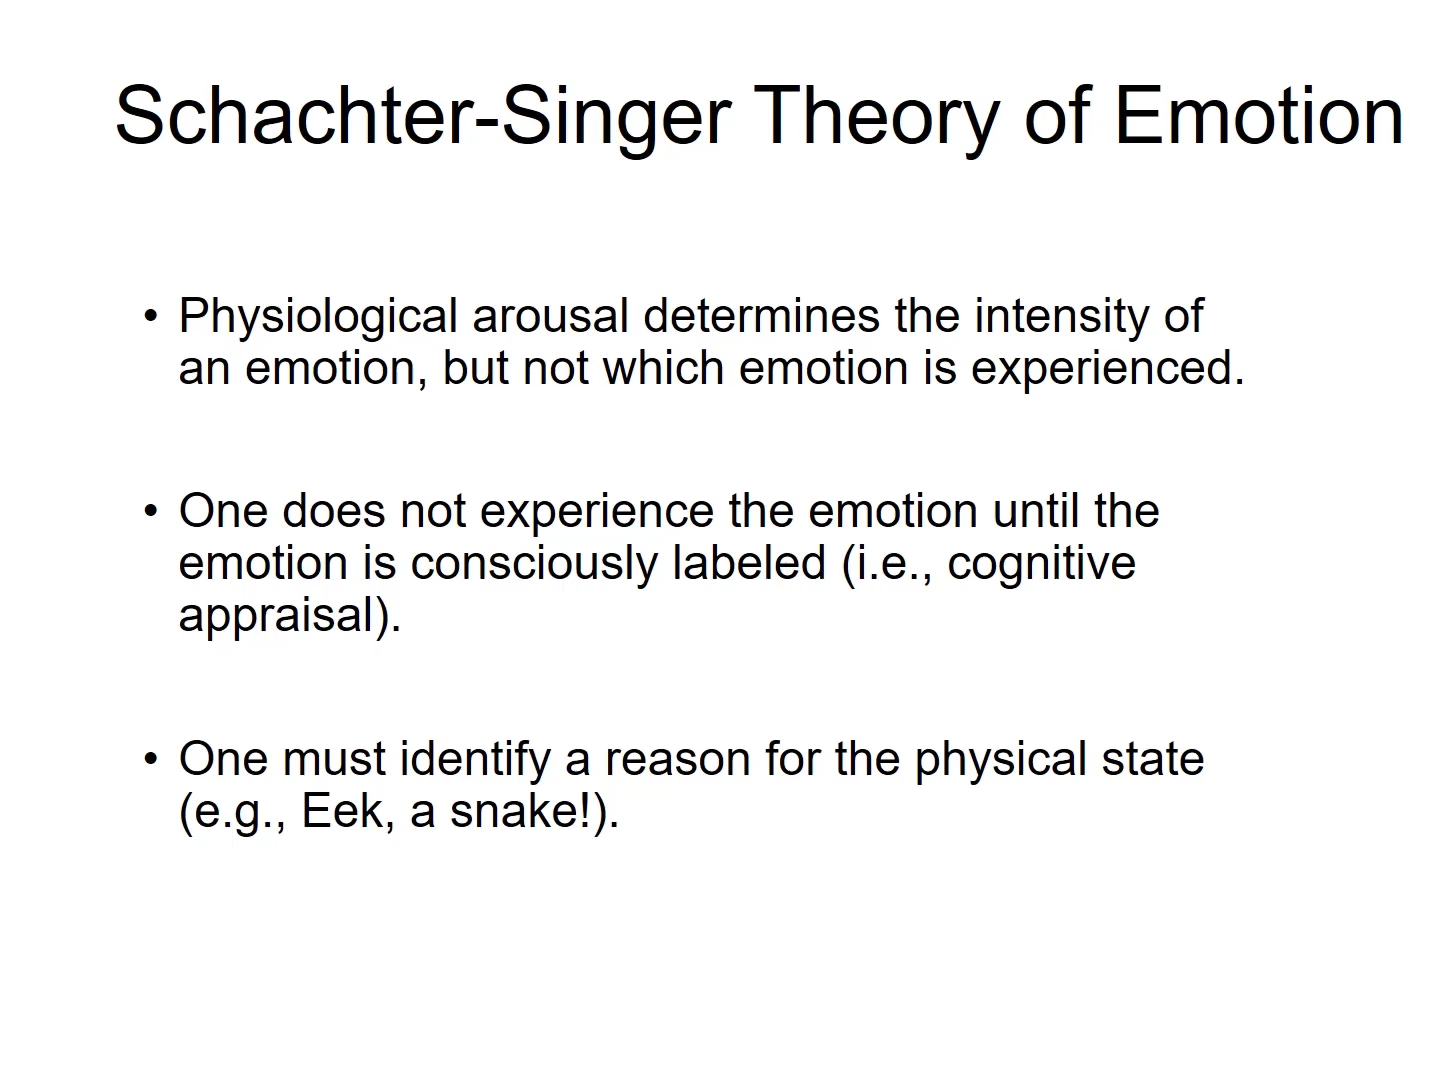 Schachter-Singer Theory of Emotion
• Physiological arousal determines the intensity of
an emotion, but not which emotion is experienced.
• One does not experience the emotion until the
emotion is consciously labeled (i.e., cognitive
appraisal).
• One must identify a reason for the physical state
(e.g., Eek, a snake!).